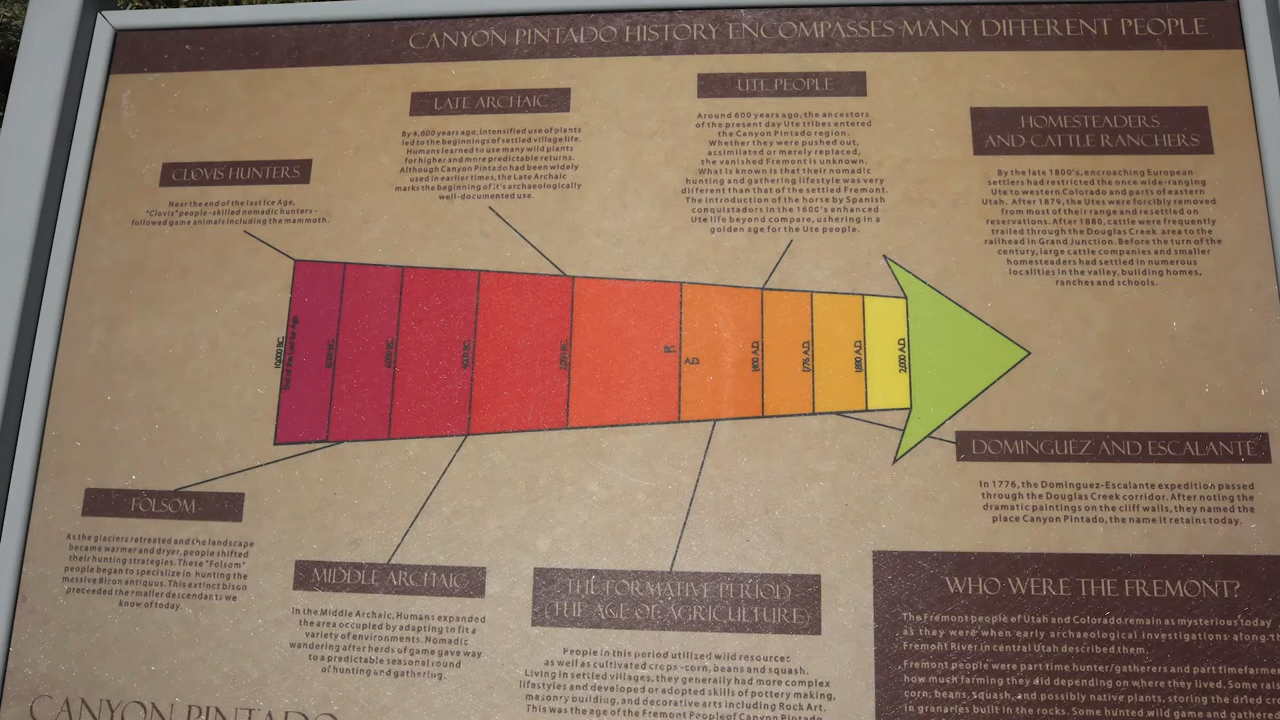 CANYON PINTADO HISTORY ENCOMPASSES MANY DIFFERENT PEOPLE
CLOVIS HUNTERS
Near the end of the last Ice Age,
"Clovis" people-skilled nomadic hunters-
followed game animals including the mammoth.
LATE ARCHAIC
By 4,000 years ago, intensified use of plants
led to the beginnings of settled village life.
Humans learned to use many wild plants
for higher and more predictable returns.
Although Canyon Pintado had been widely
used in earlier times, the Late Archaic
marks the beginning of it's archaeologically
well-documented use.
UTE PEOPLE
Around 600 years ago, the ancestors
of the present day Ute tribes entered
the Canyon Pintado region.
Whether they were pushed out,
assimilated or merely replaced,
the vanished Fremont is unknown.
What is known is that their nomadic
hunting and gathering lifestyle was very
different than that of the settled Fremont.
The introduction of the horse by Spanish
conquistadors in the 1600's enhanced
Ute life beyond compare, ushering in a
golden age for the Ute people.
HOMESTEADERS
AND CATTLE RANCHERS
By the late 1800's, encroaching European
settlers had restricted the once wide-ranging
Ute to western Colorado and parts of eastern
Utah. After 1879, the Utes were forcibly removed
from most of their range and resettled on
reservations. After 1880, cattle were frequently
trailed through the Douglas Creek area to the
railhead in Grand Junction. Before the turn of the
century, large cattle companies and smaller
homesteaders had settled in numerous
localities in the valley, building homes,
ranches and schools.
10,000 B.C.
End of the Last Ice Age
B.C.
A.D.
1776 A.D.
1880 A.D.
2,000 A.D.
DOMINGUEZ AND ESCALANTE
In 1776, the Dominguez-Escalante expedition passed
through the Douglas Creek corridor. After noting the
dramatic paintings on the cliff walls, they named the
place Canyon Pintado, the name it retains today.
FOLSOM
As the glaciers retreated and the landscape
became warmer and dryer, people shifted
their hunting strategies. These "Folsom"
people began to specialize in hunting the
massive Bison antiquus. This extinct bison
preceeded the smaller descendants we
know of today.
MIDDLE ARCHAIC
In the Middle Archaic, Humans expanded
the area occupied by adapting to fit a
variety of environments. Nomadic
wandering after herds of game gave way
to a predictable seasonal round
of hunting and gathering.
THE FORMATIVE PERIOD
(THE AGE OF AGRICULTURE)
People in this period utilized wild resources
as well as cultivated crops -corn, beans and squash.
Living in settled villages, they generally had more complex
lifestyles and developed or adopted skills of pottery making,
masonry building, and decorative arts including Rock Art.
This was the age of the Fremont People of Canyon Pintado
WHO WERE THE FREMONT?
The Fremont people of Utah and Colorado remain as mysterious today
as they were when early archaeological investigations along t
Fremont River in central Utah described them.
Fremont people were part time hunter/gatherers and part time farmer
how much farming they did depending on where they lived. Some rais
corn, beans, squash, and possibly native plants, storing the dried c
in granaries built in the rocks. Some hunted wild game and gathere
CANYON PINTADO